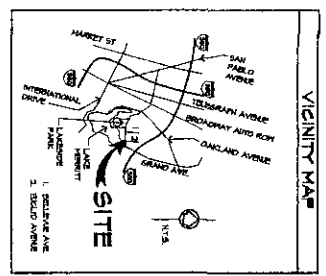 VICINITY MAP
MARKET ST
SAN
PABLO
AVENUE
INTERNATIONAL
DRIVE
TELEGRAPH AVENUE
BROADWAY AUTO ROW
OAKLAND AVENUE
GRAND AVE.
LAKESIDE
PARK
LAKE
MERRITT
SITE
N.T.S.
1. BELLEVUE AVE
2. EUCLID AVENUE